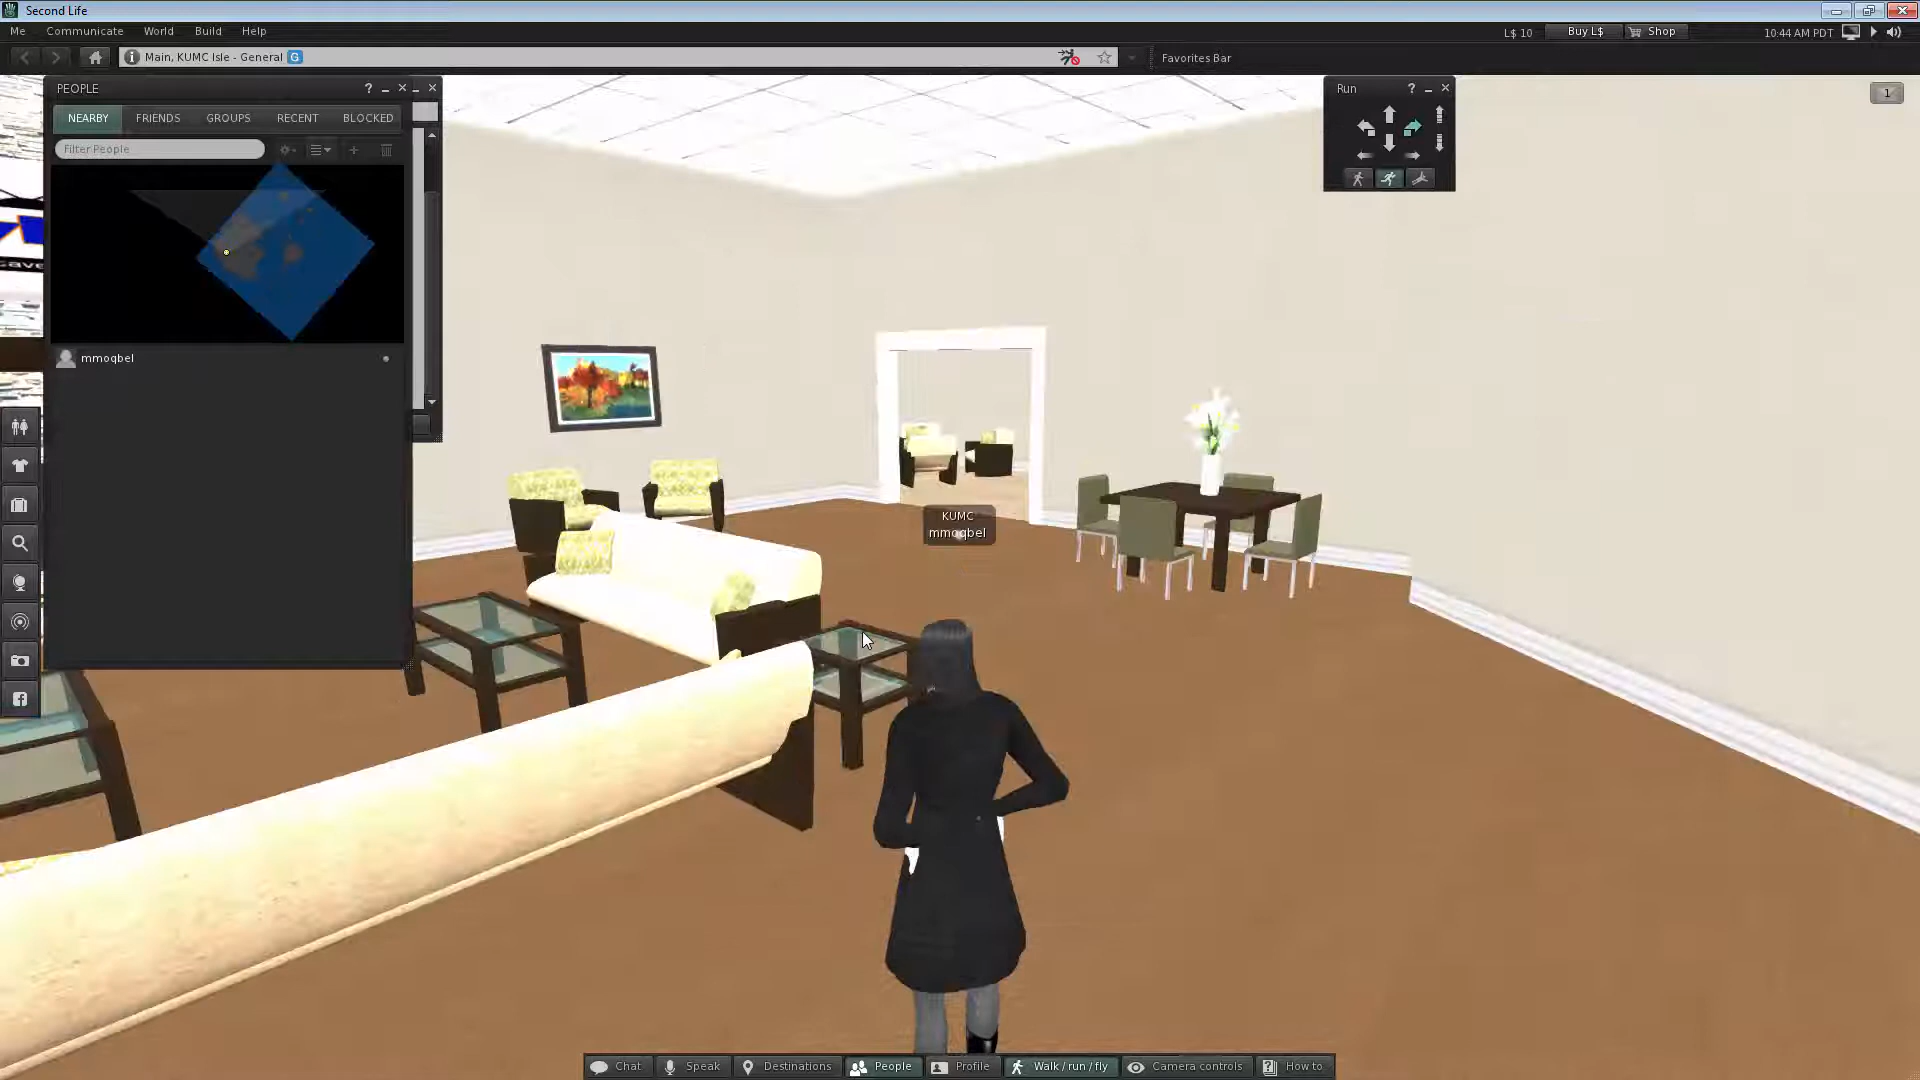 Second Life
Me Communicate World Build Help
L$ 10 Buy L$ Shop 10:44 AM PDT
Main, KUMC Isle - General G
Favorites Bar
PEOPLE ?
NEARBY FRIENDS GROUPS RECENT BLOCKED
Filter People
mmoqbel
Run ?
1
KUMC
mmoqbel
Chat Speak Destinations People Profile Walk / run / fly Camera controls How to